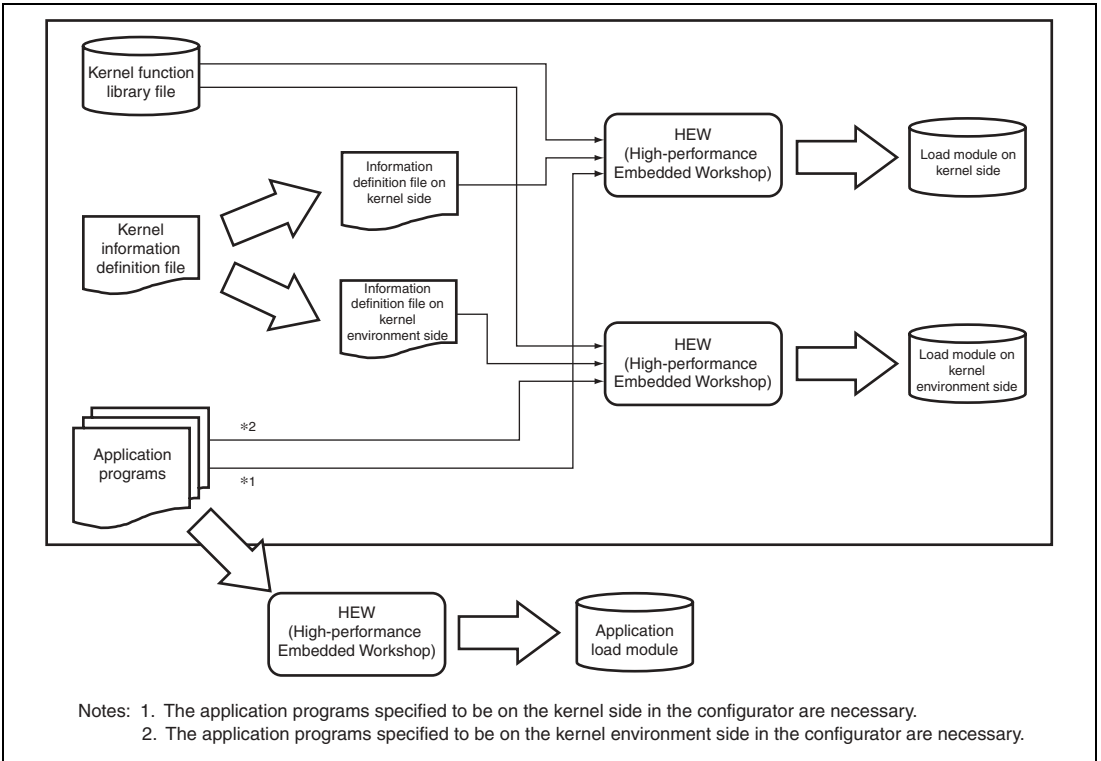 Kernel function
library file
HEW
(High-performance
Embedded Workshop)
Load module on
kernel side
Information
definition file on
kernel side
Kernel
information
definition file
Information
definition file on
kernel
environment side
HEW
(High-performance
Embedded Workshop)
Load module on
kernel
environment side
*2
Application
programs
*1
HEW
(High-performance
Embedded Workshop)
Application
load module
Notes: 1. The application programs specified to be on the kernel side in the configurator are necessary.
2. The application programs specified to be on the kernel environment side in the configurator are necessary.